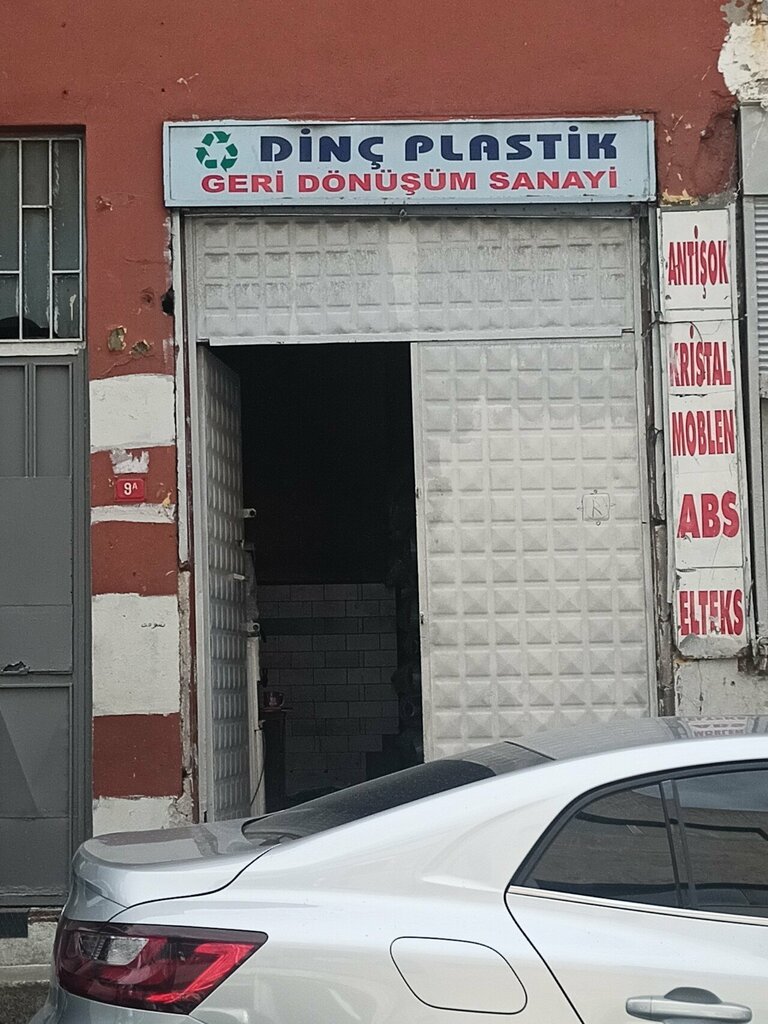 DİNÇ PLASTİK
GERİ DÖNÜŞÜM SANAYİ
ANTİŞOK
KRİSTAL
MOBLEN
ABS
ELTEKS
9A